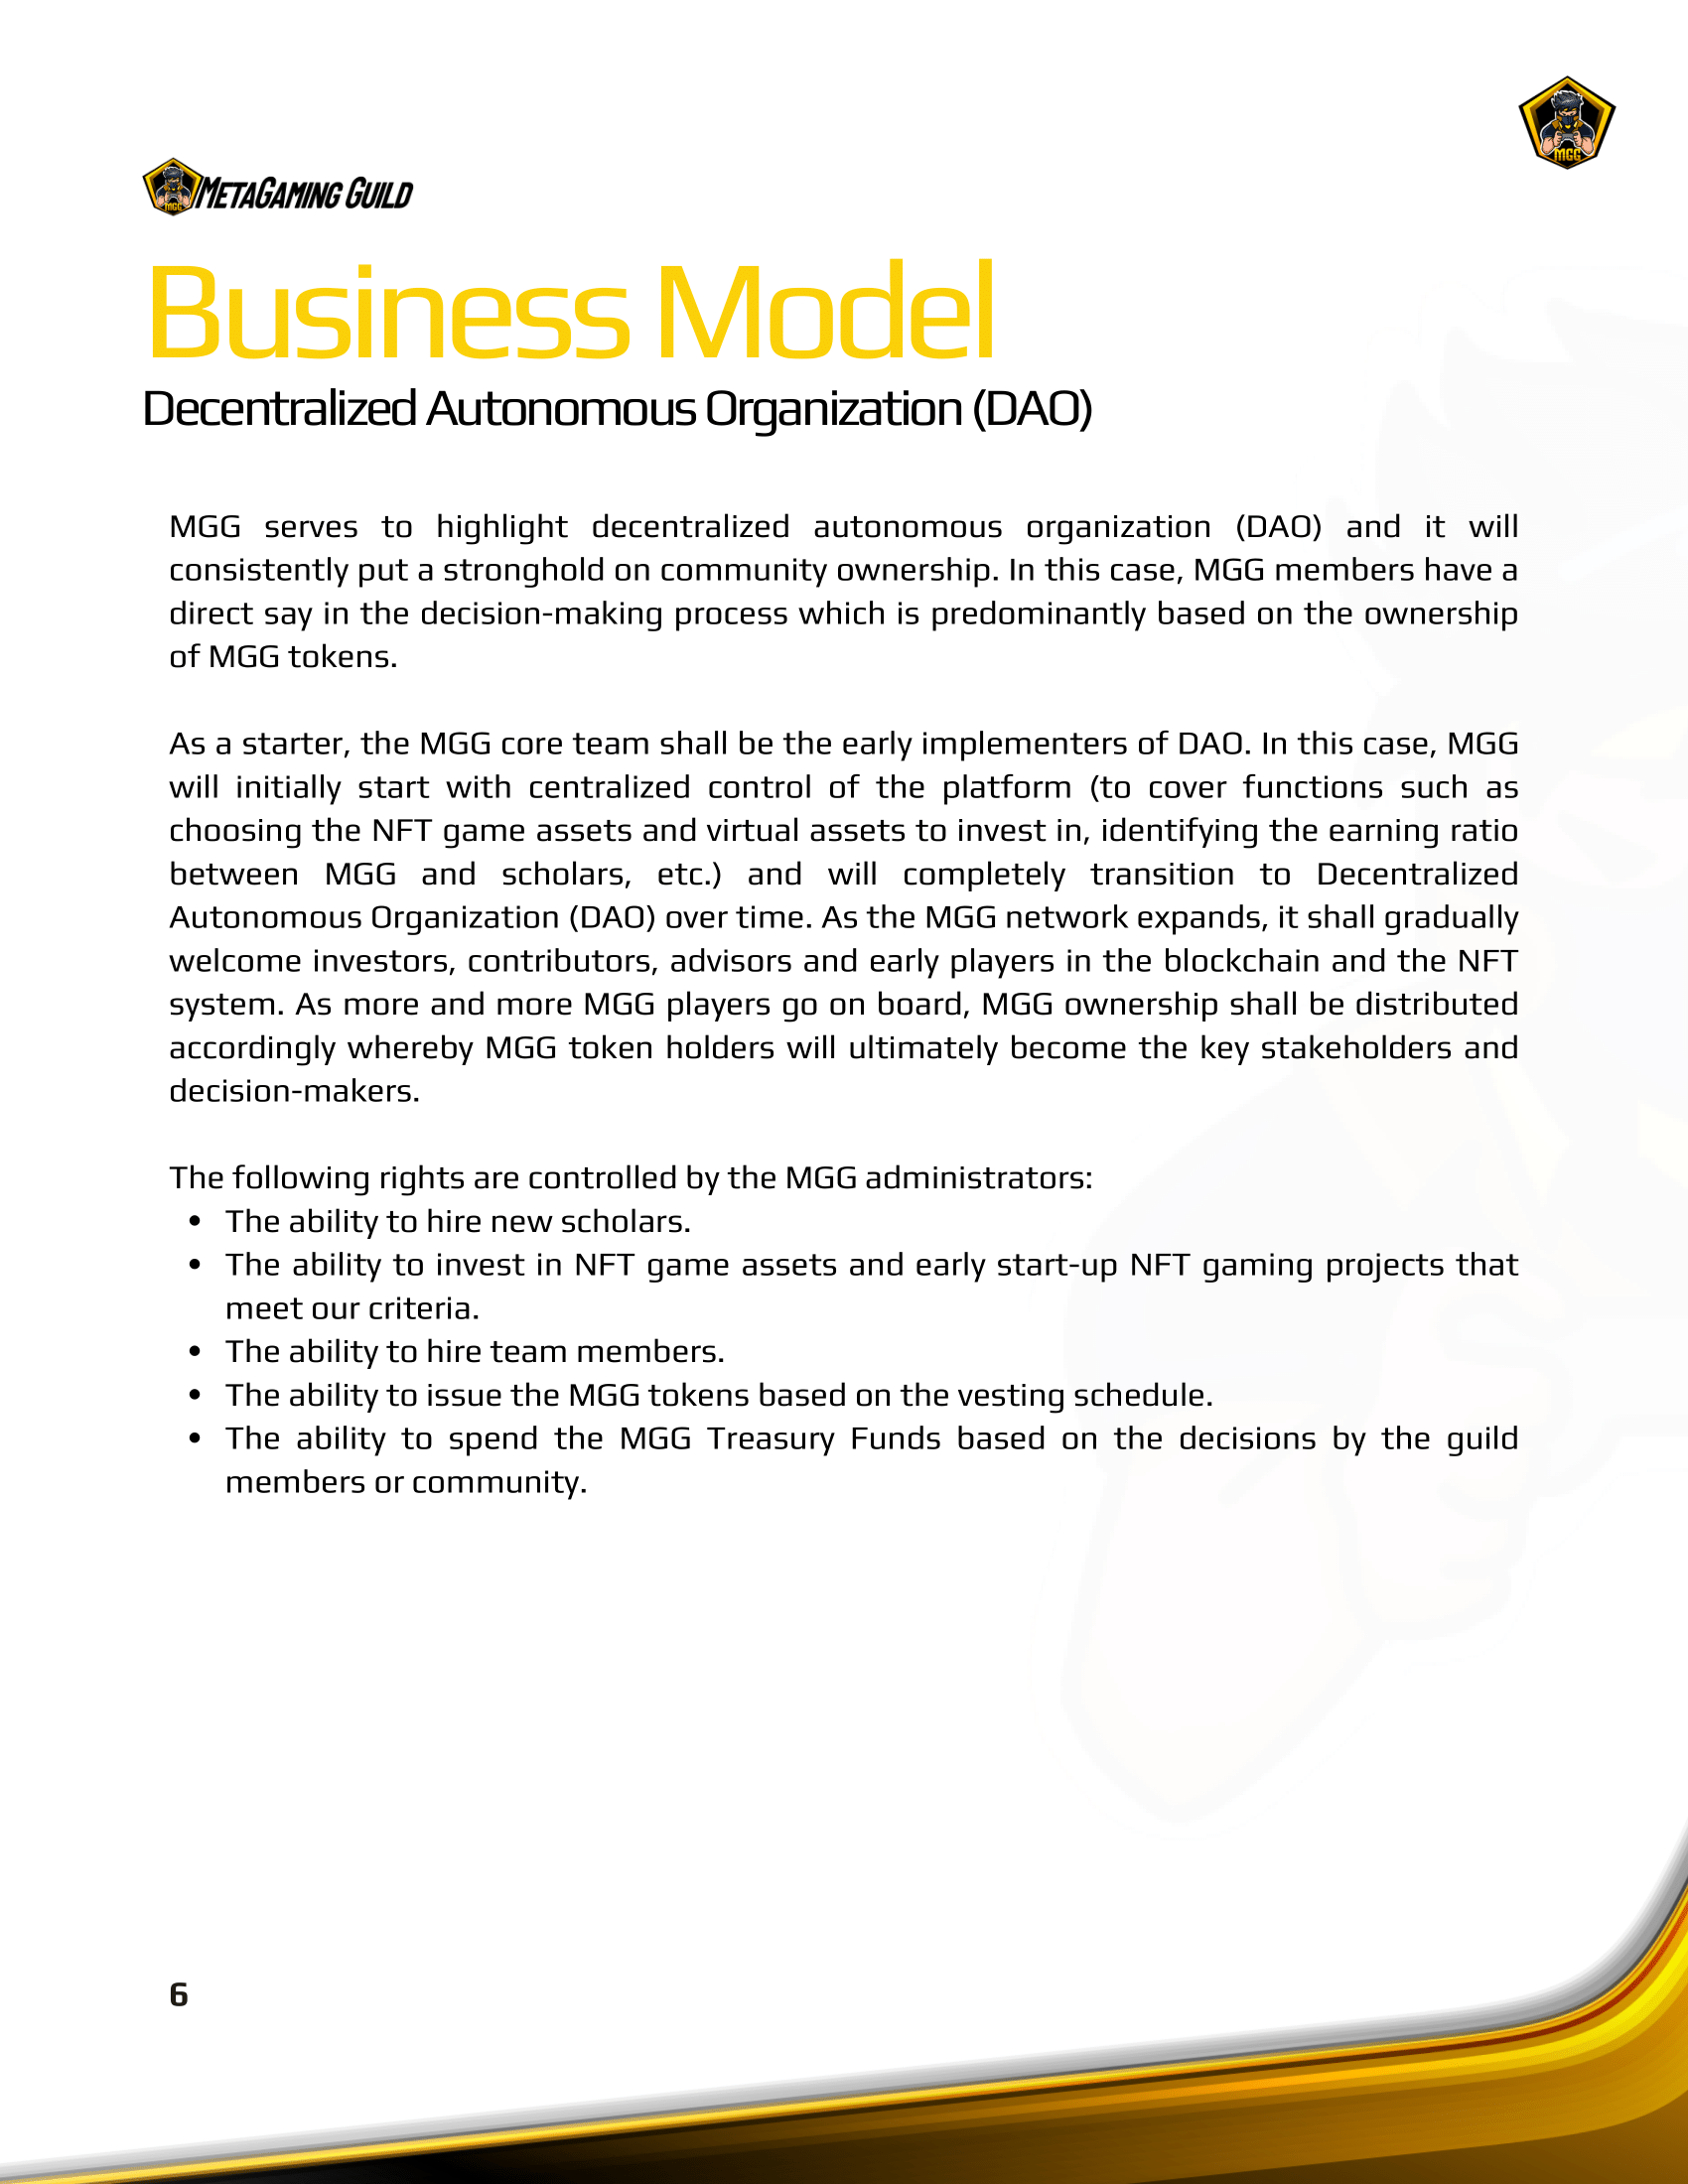 MGG
MGG
MetaGaming Guild
Business Model
Decentralized Autonomous Organization (DAO)
MGG serves to highlight decentralized autonomous organization (DAO) and it will
consistently put a stronghold on community ownership. In this case, MGG members have a
direct say in the decision-making process which is predominantly based on the ownership
of MGG tokens.
As a starter, the MGG core team shall be the early implementers of DAO. In this case, MGG
will initially start with centralized control of the platform (to cover functions such as
choosing the NFT game assets and virtual assets to invest in, identifying the earning ratio
between MGG and scholars, etc.) and will completely transition to Decentralized
Autonomous Organization (DAO) over time. As the MGG network expands, it shall gradually
welcome investors, contributors, advisors and early players in the blockchain and the NFT
system. As more and more MGG players go on board, MGG ownership shall be distributed
accordingly whereby MGG token holders will ultimately become the key stakeholders and
decision-makers.
The following rights are controlled by the MGG administrators:
• The ability to hire new scholars.
• The ability to invest in NFT game assets and early start-up NFT gaming projects that
meet our criteria.
• The ability to hire team members.
• The ability to issue the MGG tokens based on the vesting schedule.
• The ability to spend the MGG Treasury Funds based on the decisions by the guild
members or community.
6